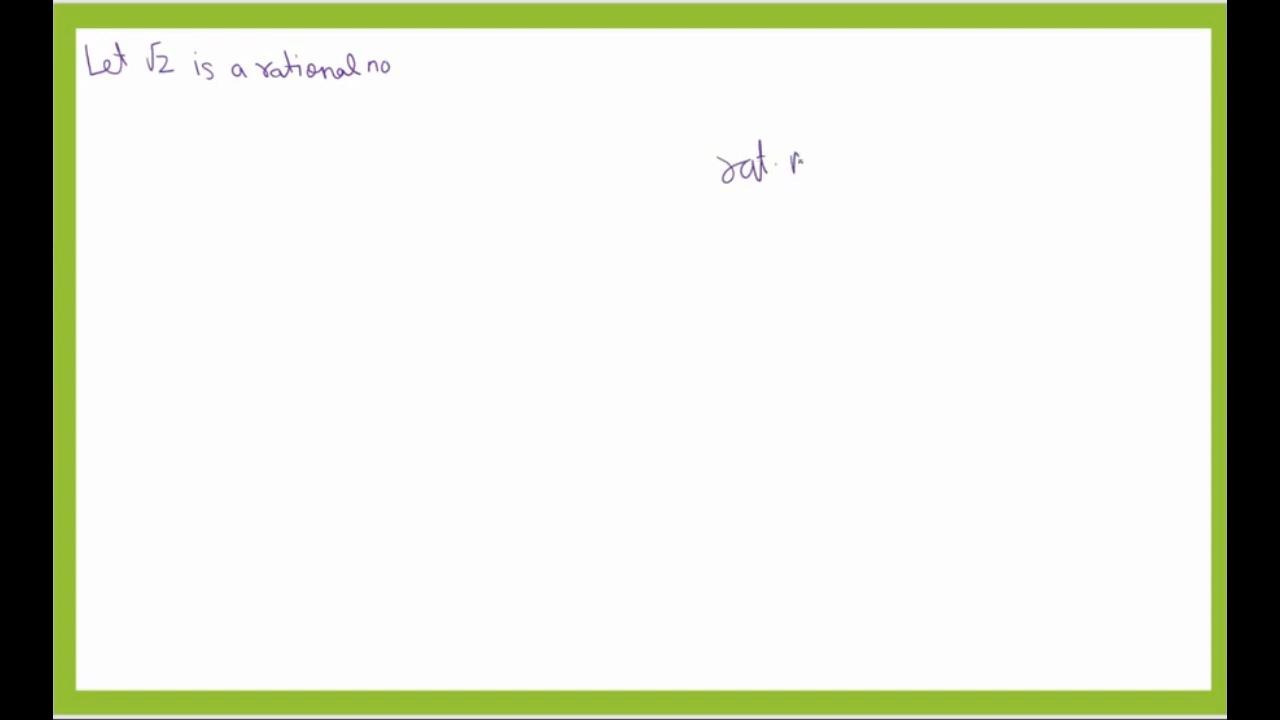 Let √2 is a rational no
rat. n